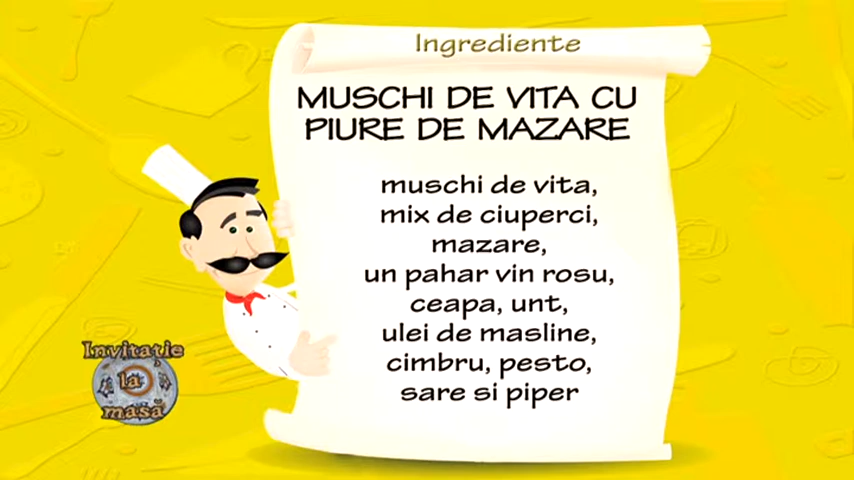 Ingrediente
MUSCHI DE VITA CU
PIURE DE MAZARE
muschi de vita,
mix de ciuperci,
mazare,
un pahar vin rosu,
ceapa, unt,
ulei de masline,
cimbru, pesto,
sare si piper
Invitație
la
masă